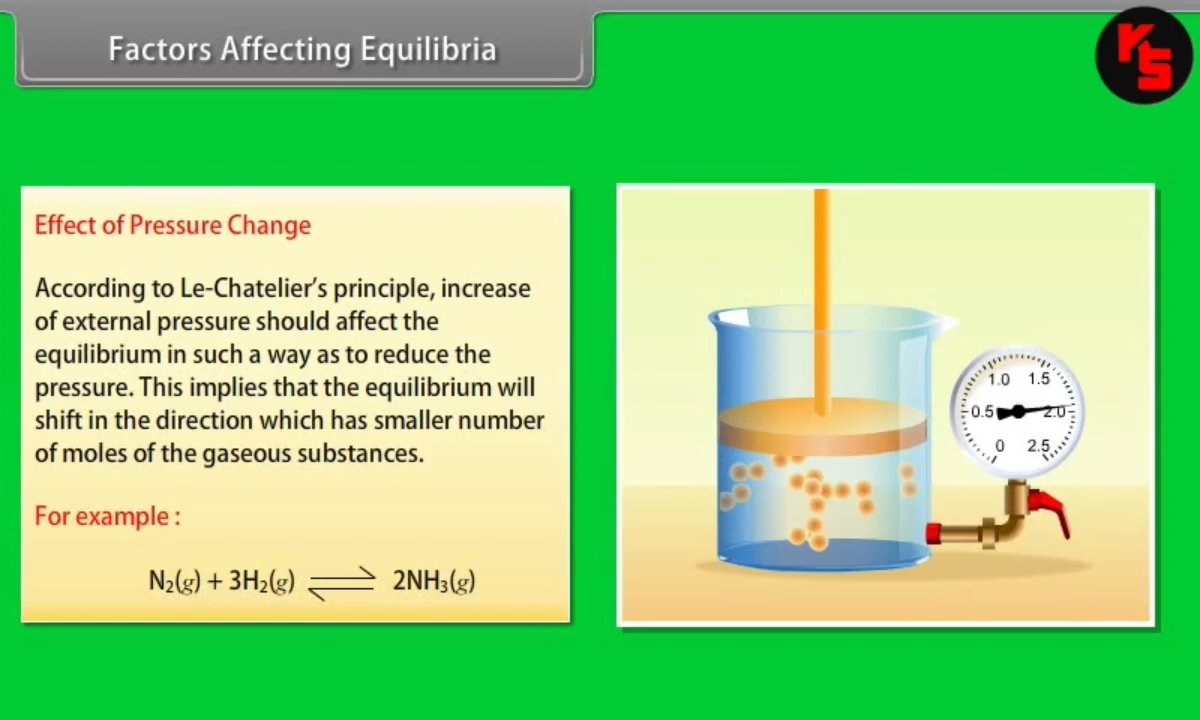 Factors Affecting Equilibria
KS
Effect of Pressure Change
According to Le-Chatelier’s principle, increase
of external pressure should affect the
equilibrium in such a way as to reduce the
pressure. This implies that the equilibrium will
shift in the direction which has smaller number
of moles of the gaseous substances.
For example :
N₂(g) + 3H₂(g) ⇌ 2NH₃(g)
1.0 1.5
0.5 2.0
0 2.5